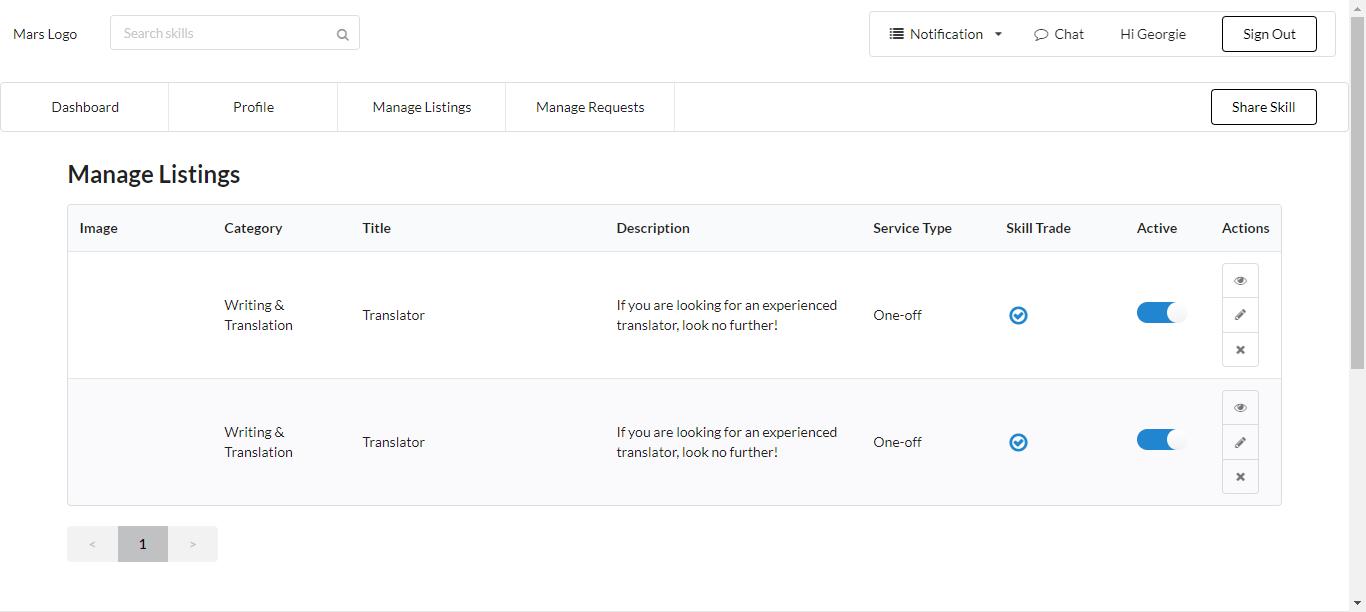 Mars Logo
Search skills
Notification
Chat
Hi Georgie
Sign Out
Dashboard
Profile
Manage Listings
Manage Requests
Share Skill
Manage Listings
Image
Category
Title
Description
Service Type
Skill Trade
Active
Actions
Writing &
Translation
Translator
If you are looking for an experienced
translator, look no further!
One-off
Writing &
Translation
Translator
If you are looking for an experienced
translator, look no further!
One-off
<
1
>